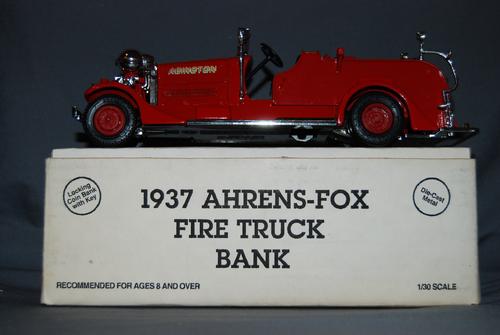 ABINGTON
Locking
Coin Bank
with Key
1937 AHRENS-FOX
FIRE TRUCK
BANK
Die-Cast
Metal
RECOMMENDED FOR AGES 8 AND OVER
1/30 SCALE